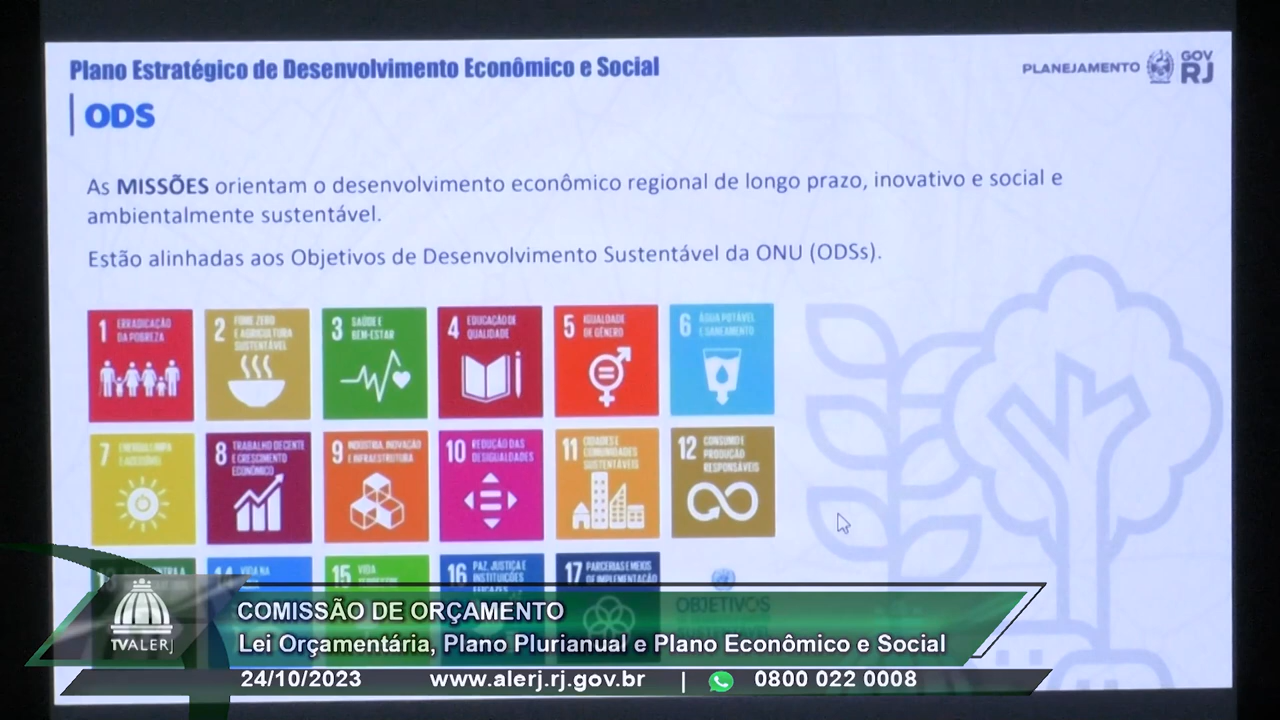 Plano Estratégico de Desenvolvimento Econômico e Social
PLANEJAMENTO
GOV
RJ
ODS
As MISSÕES orientam o desenvolvimento econômico regional de longo prazo, inovativo e social e
ambientalmente sustentável.
Estão alinhadas aos Objetivos de Desenvolvimento Sustentável da ONU (ODSs).
1 ERRADICAÇÃO
DA POBREZA
2 FOME ZERO
E AGRICULTURA
SUSTENTÁVEL
3 SAÚDE E
BEM-ESTAR
4 EDUCAÇÃO DE
QUALIDADE
5 IGUALDADE
DE GÊNERO
6 ÁGUA POTÁVEL
E SANEAMENTO
7 ENERGIA LIMPA
E ACESSÍVEL
8 TRABALHO DECENTE
E CRESCIMENTO
ECONÔMICO
9 INDÚSTRIA, INOVAÇÃO
E INFRAESTRUTURA
10 REDUÇÃO DAS
DESIGUALDADES
11 CIDADES E
COMUNIDADES
SUSTENTÁVEIS
12 CONSUMO E
PRODUÇÃO
RESPONSÁVEIS
14 VIDA NA
15 VIDA
16 PAZ, JUSTIÇA E
INSTITUIÇÕES
EFICAZES
17 PARCERIAS E MEIOS
DE IMPLEMENTAÇÃO
OBJETIVOS
TVALERJ
COMISSÃO DE ORÇAMENTO
Lei Orçamentária, Plano Plurianual e Plano Econômico e Social
24/10/2023 www.alerj.rj.gov.br | 0800 022 0008